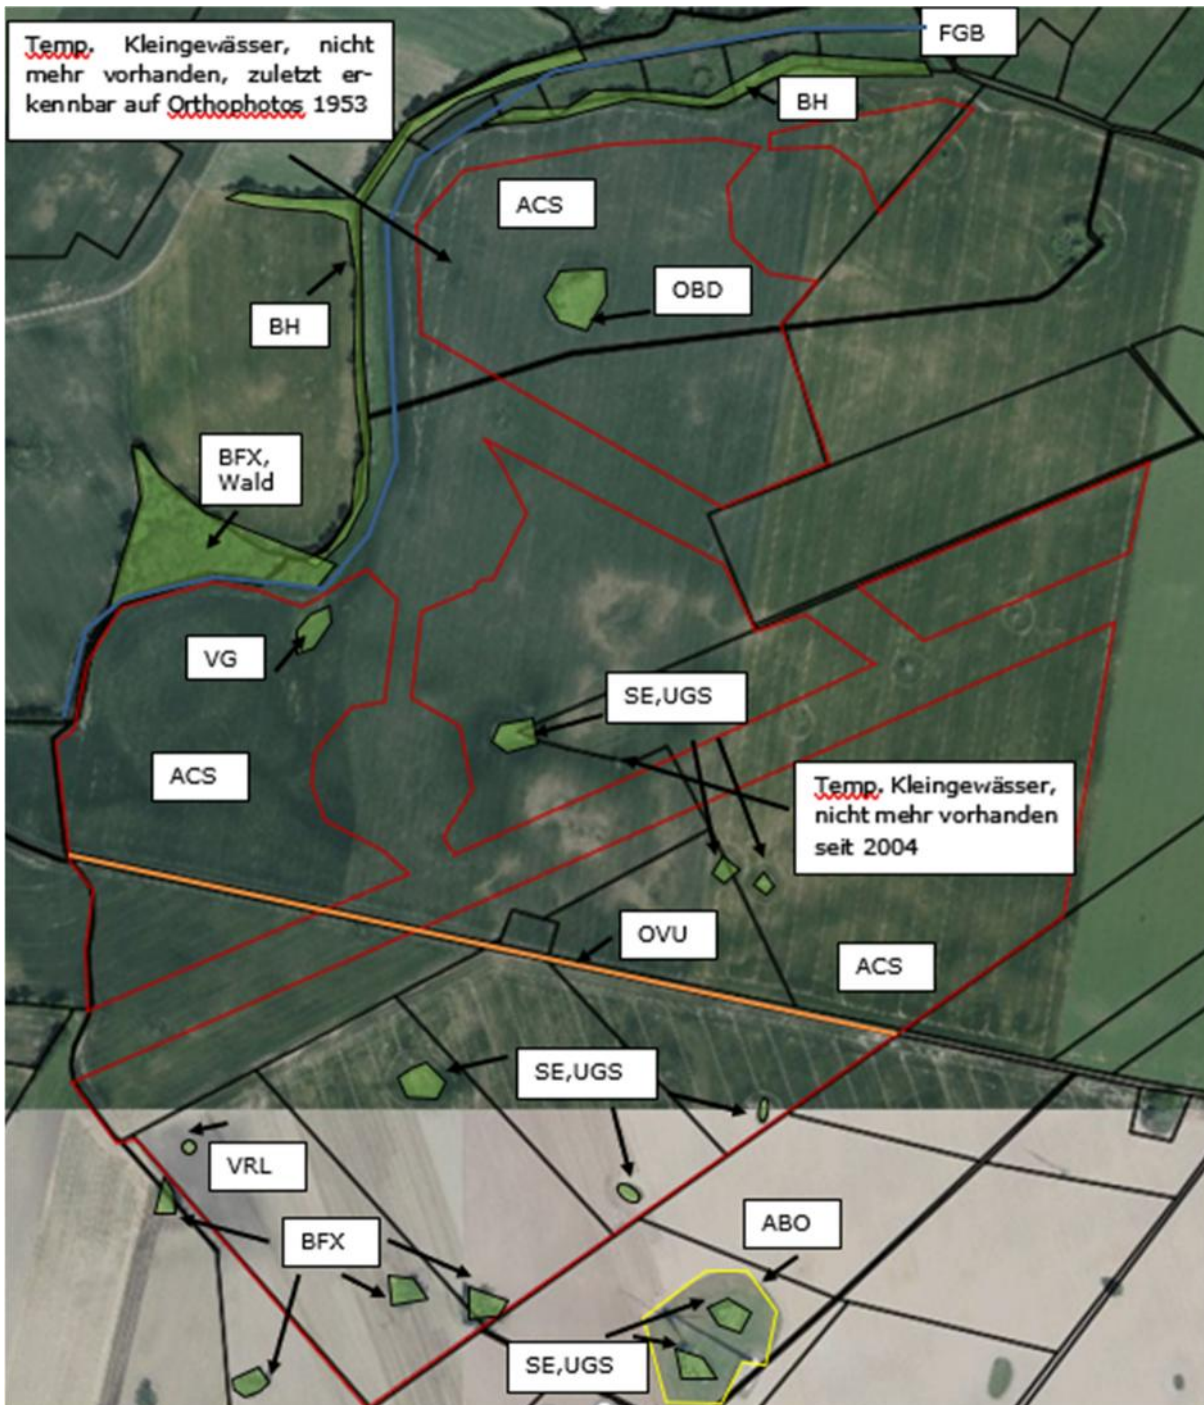 Temp. Kleingewässer, nicht
mehr vorhanden, zuletzt er-
kennbar auf Orthophotos 1953
FGB
BH
ACS
OBD
BH
BFX,
Wald
VG
SE,UGS
ACS
Temp. Kleingewässer,
nicht mehr vorhanden
seit 2004
OVU
ACS
SE,UGS
VRL
ABO
BFX
SE,UGS